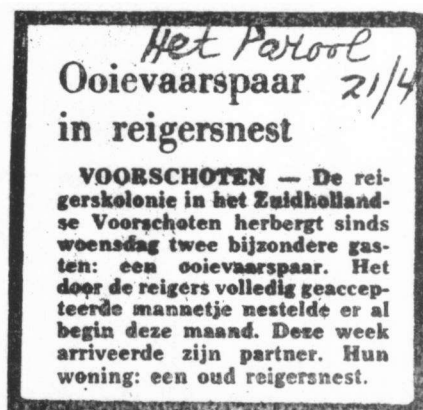 Het Parool
21/4
Ooievaarspaar
in reigersnest
VOORSCHOTEN — De rei-
gerskolonie in het Zuidholland-
se Voorschoten herbergt sinds
woensdag twee bijzondere gas-
ten: een ooievaarspaar. Het
door de reigers volledig geaccep-
teerde mannetje nestelde er al
begin deze maand. Deze week
arriveerde zijn partner. Hun
woning: een oud reigersnest.